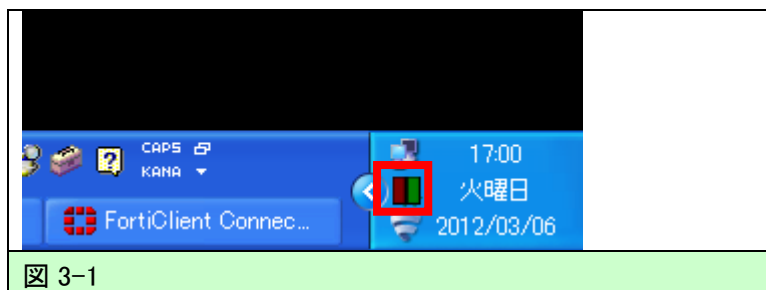 CAPS
KANA
?
FortiClient Connec...
17:00
火曜日
2012/03/06
図 3-1